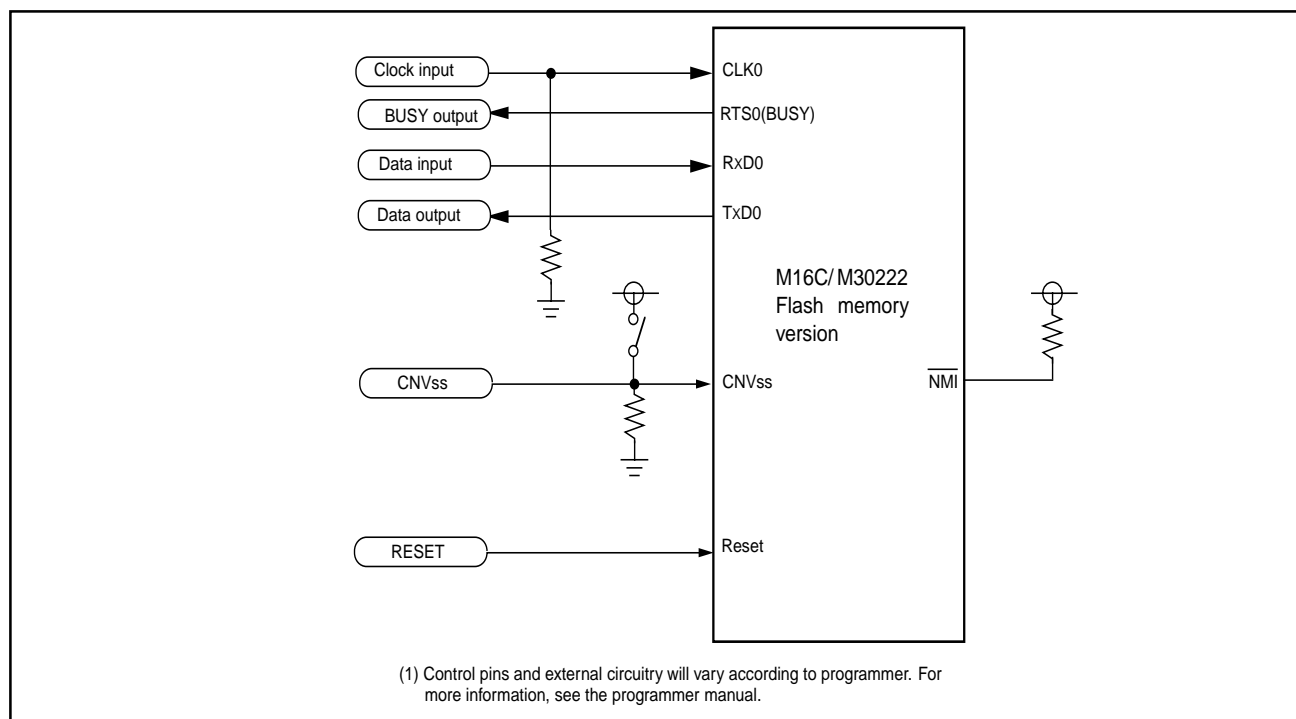 Clock input
CLK0
BUSY output
RTS0(BUSY)
Data input
RxD0
Data output
TxD0
M16C/ M30222
Flash memory
version
CNVss
CNVss
NMI
RESET
Reset
(1) Control pins and external circuitry will vary according to programmer. For
more information, see the programmer manual.